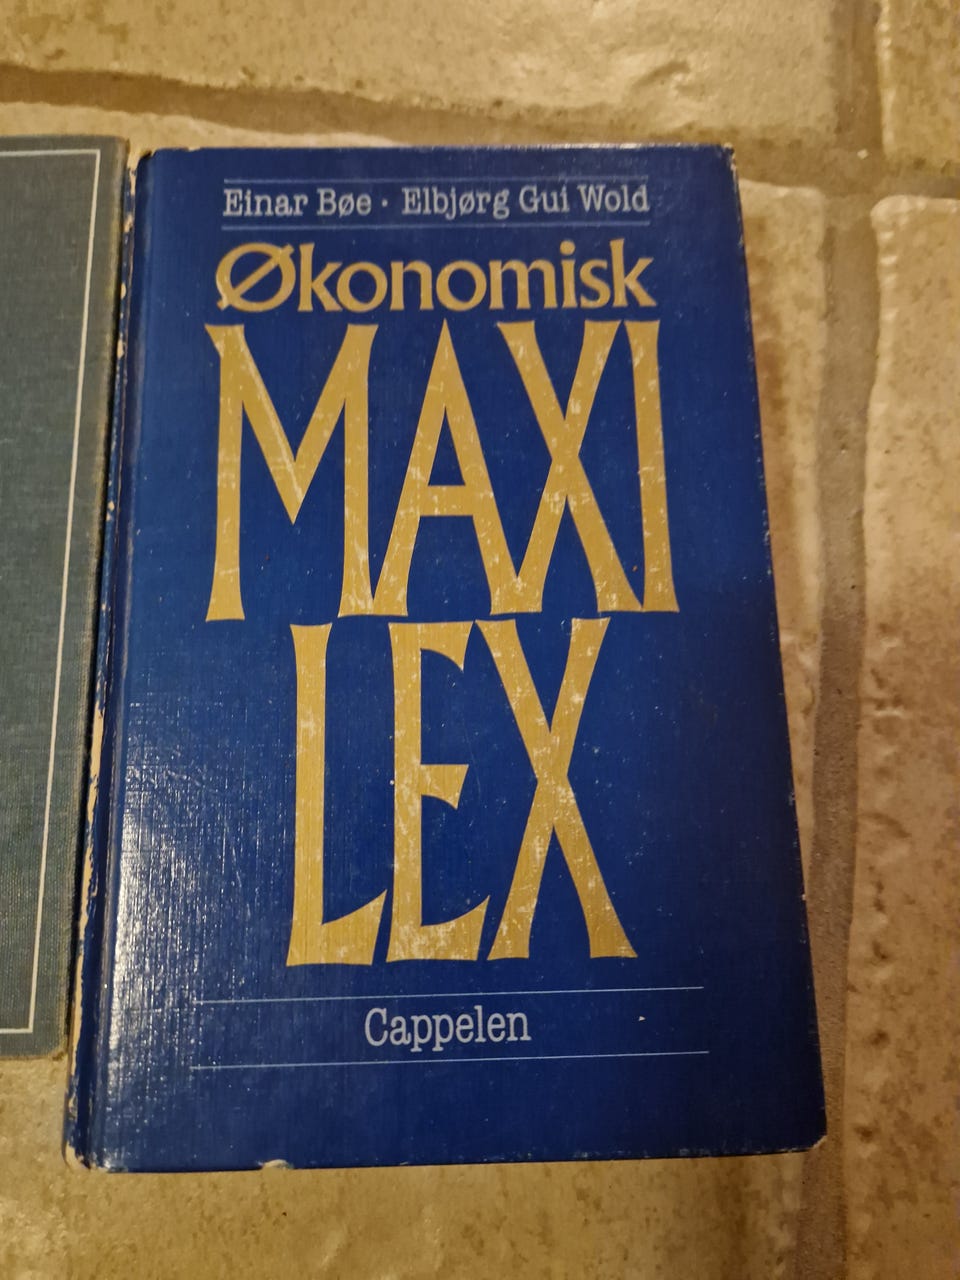 Einar Bøe · Elbjørg Gui Wold
Økonomisk
MAXI
LEX
Cappelen